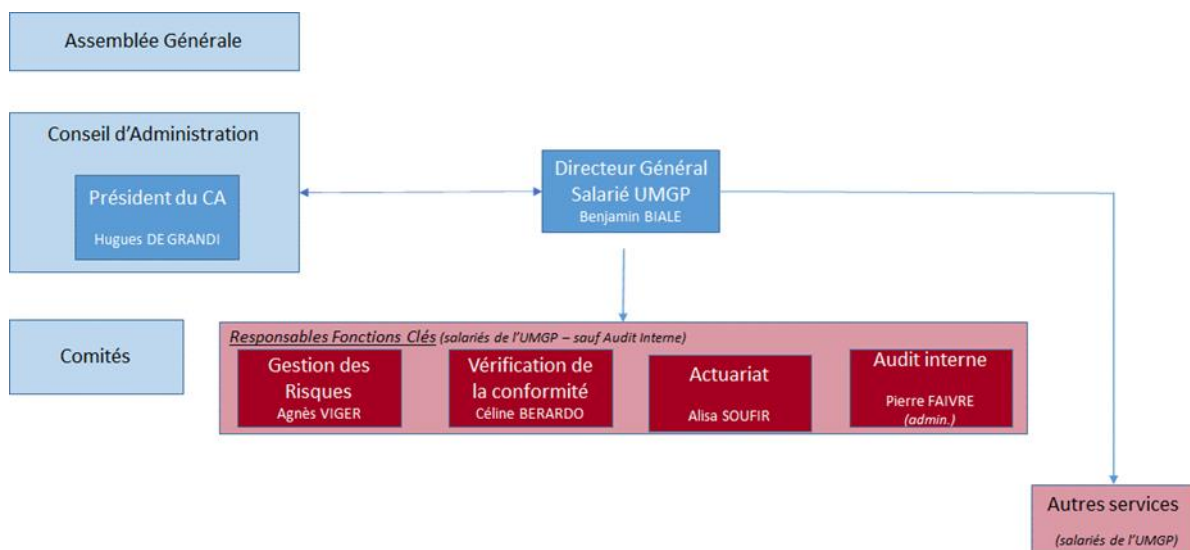 Assemblée Générale
Conseil d'Administration
Président du CA
Hugues DE GRANDI
Directeur Général
Salarié UMGP
Benjamin BIALE
Comités
Responsables Fonctions Clés (salariés de l'UMGP – sauf Audit Interne)
Gestion des
Risques
Agnès VIGER
Vérification de
la conformité
Céline BERARDO
Actuariat
Alisa SOUFIR
Audit interne
Pierre FAIVRE
(admin.)
Autres services
(salariés de l'UMGP)